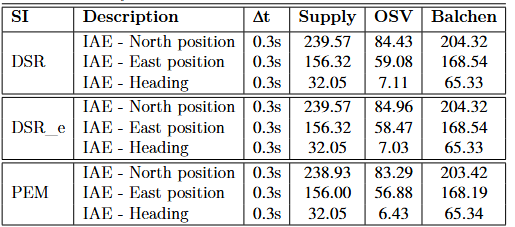 SI Description Δt Supply OSV Balchen
IAE - North position 0.3s 239.57 84.43 204.32
DSR IAE - East position 0.3s 156.32 59.08 168.54
IAE - Heading 0.3s 32.05 7.11 65.33
IAE - North position 0.3s 239.57 84.96 204.32
DSR_e IAE - East position 0.3s 156.32 58.47 168.54
IAE - Heading 0.3s 32.05 7.03 65.33
IAE - North position 0.3s 238.93 83.29 203.42
PEM IAE - East position 0.3s 156.00 56.88 168.19
IAE - Heading 0.3s 32.05 6.43 65.34